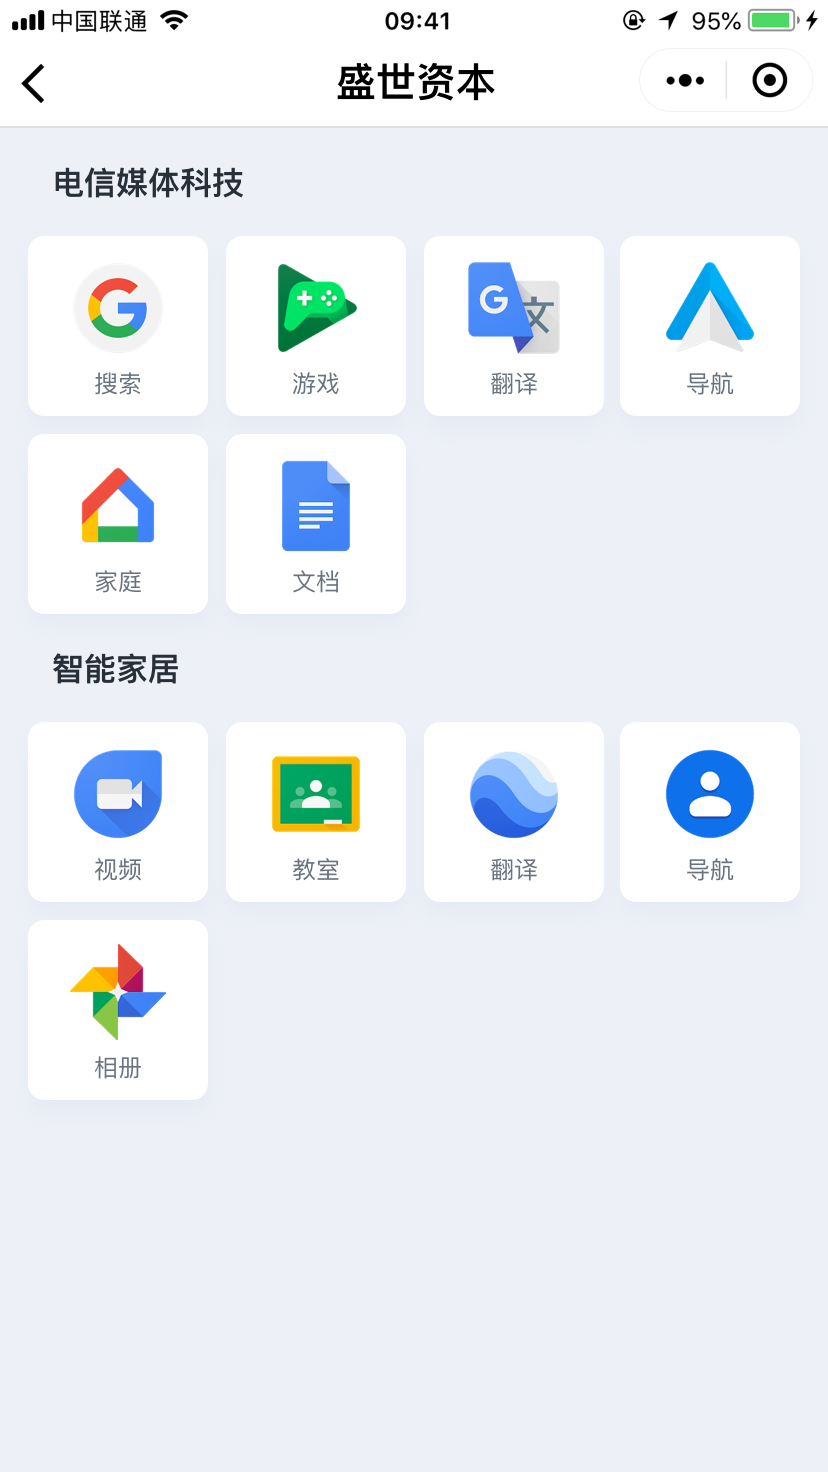 中国联通 09:41 95%
盛世资本
电信媒体科技
搜索 游戏 翻译 导航
家庭 文档
智能家居
视频 教室 翻译 导航
相册